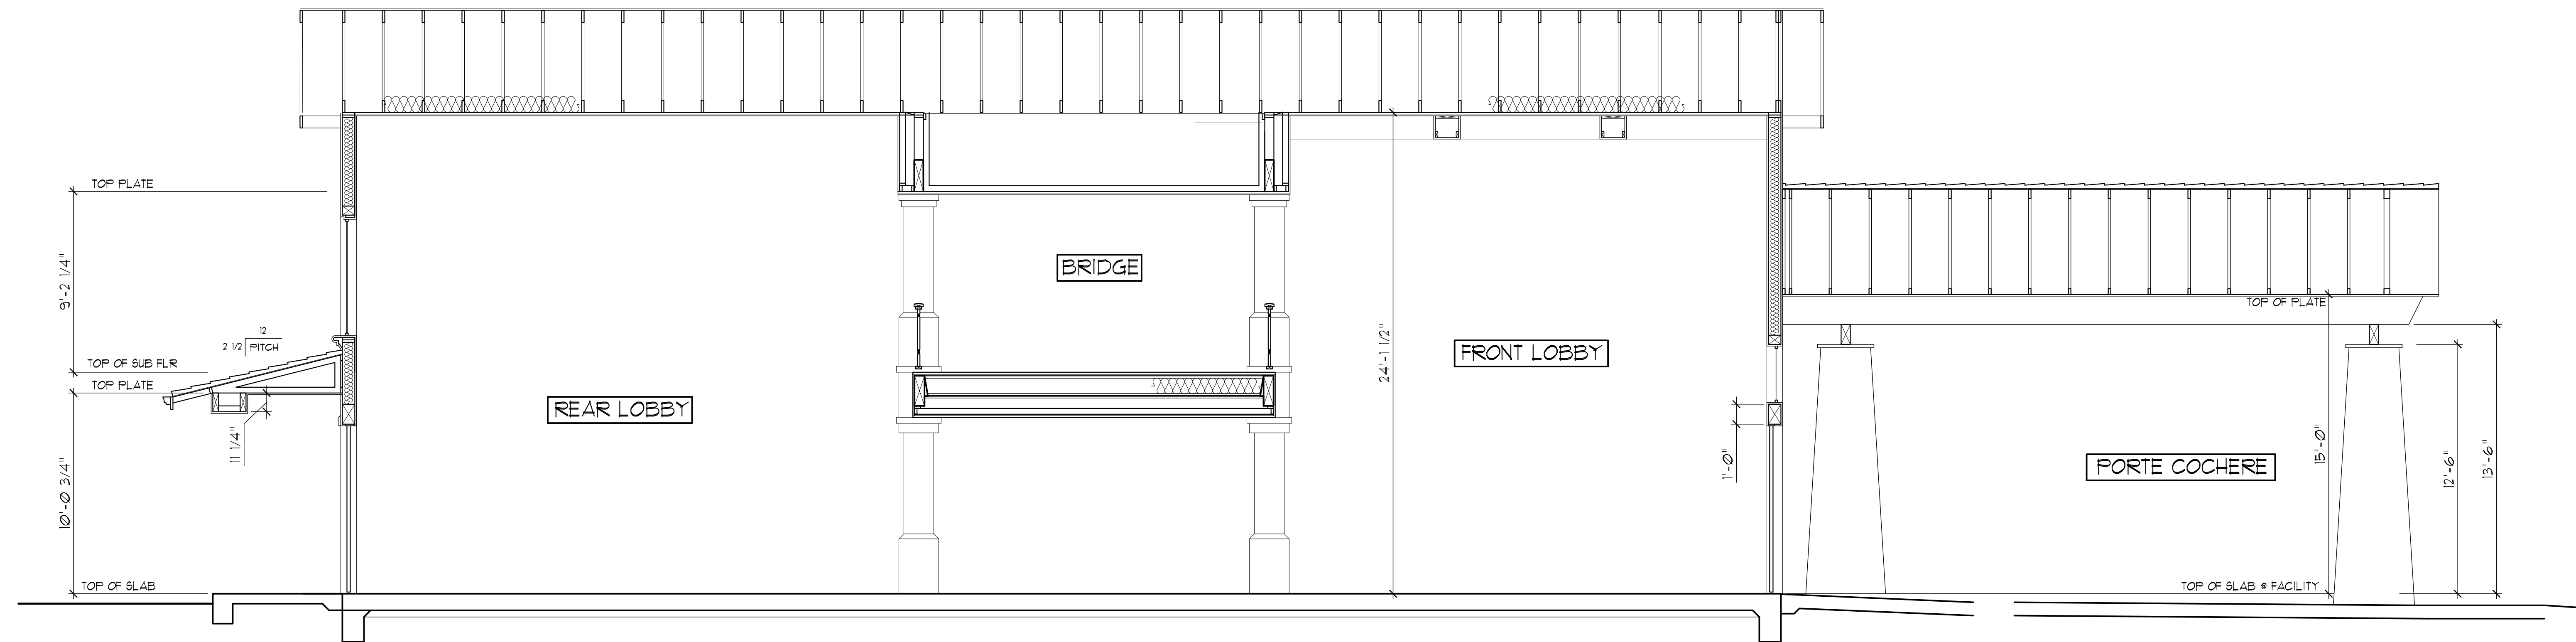 TOP PLATE
9'-2 1/4"
12
2 1/2 PITCH
TOP OF SUB FLR
TOP PLATE
11 1/4"
10'-0 3/4"
TOP OF SLAB
REAR LOBBY
BRIDGE
24'-1 1/2"
FRONT LOBBY
1'-0"
TOP OF PLATE
15'-0"
PORTE COCHERE
12'-6"
13'-6"
TOP OF SLAB @ FACILITY